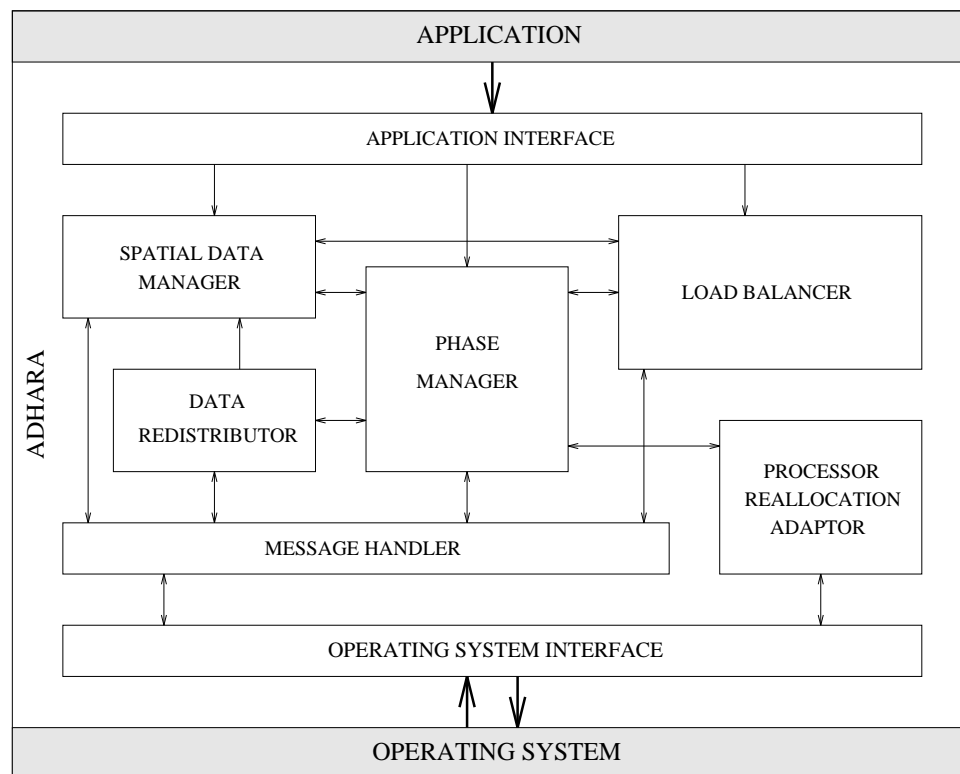 APPLICATION
APPLICATION INTERFACE
SPATIAL DATA
MANAGER
LOAD BALANCER
PHASE
MANAGER
ADHARA
DATA
REDISTRIBUTOR
PROCESSOR
REALLOCATION
ADAPTOR
MESSAGE HANDLER
OPERATING SYSTEM INTERFACE
OPERATING SYSTEM